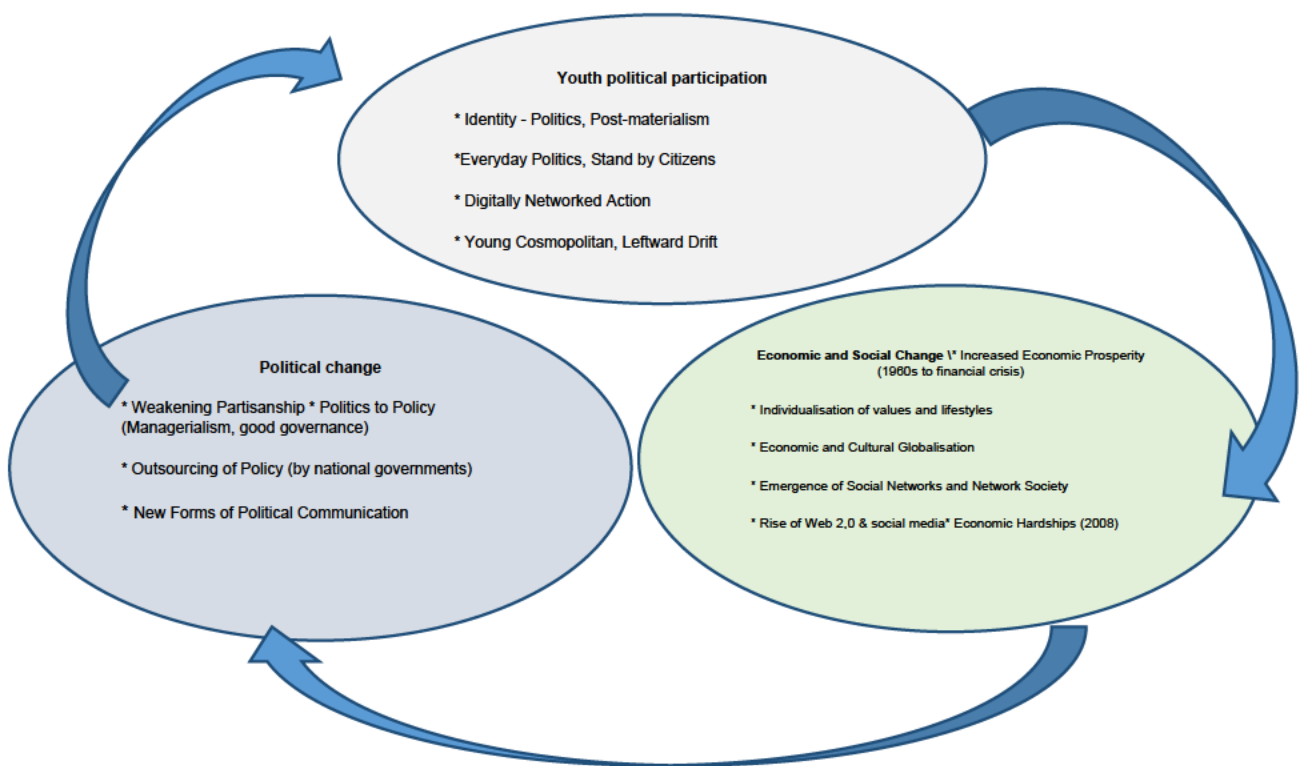 Youth political participation
* Identity - Politics, Post-materialism
*Everyday Politics, Stand by Citizens
* Digitally Networked Action
* Young Cosmopolitan, Leftward Drift
Political change
* Weakening Partisanship * Politics to Policy
(Managerialism, good governance)
* Outsourcing of Policy (by national governments)
* New Forms of Political Communication
Economic and Social Change \* Increased Economic Prosperity
(1960s to financial crisis)
* Individualisation of values and lifestyles
* Economic and Cultural Globalisation
* Emergence of Social Networks and Network Society
* Rise of Web 2,0 & social media* Economic Hardships (2008)